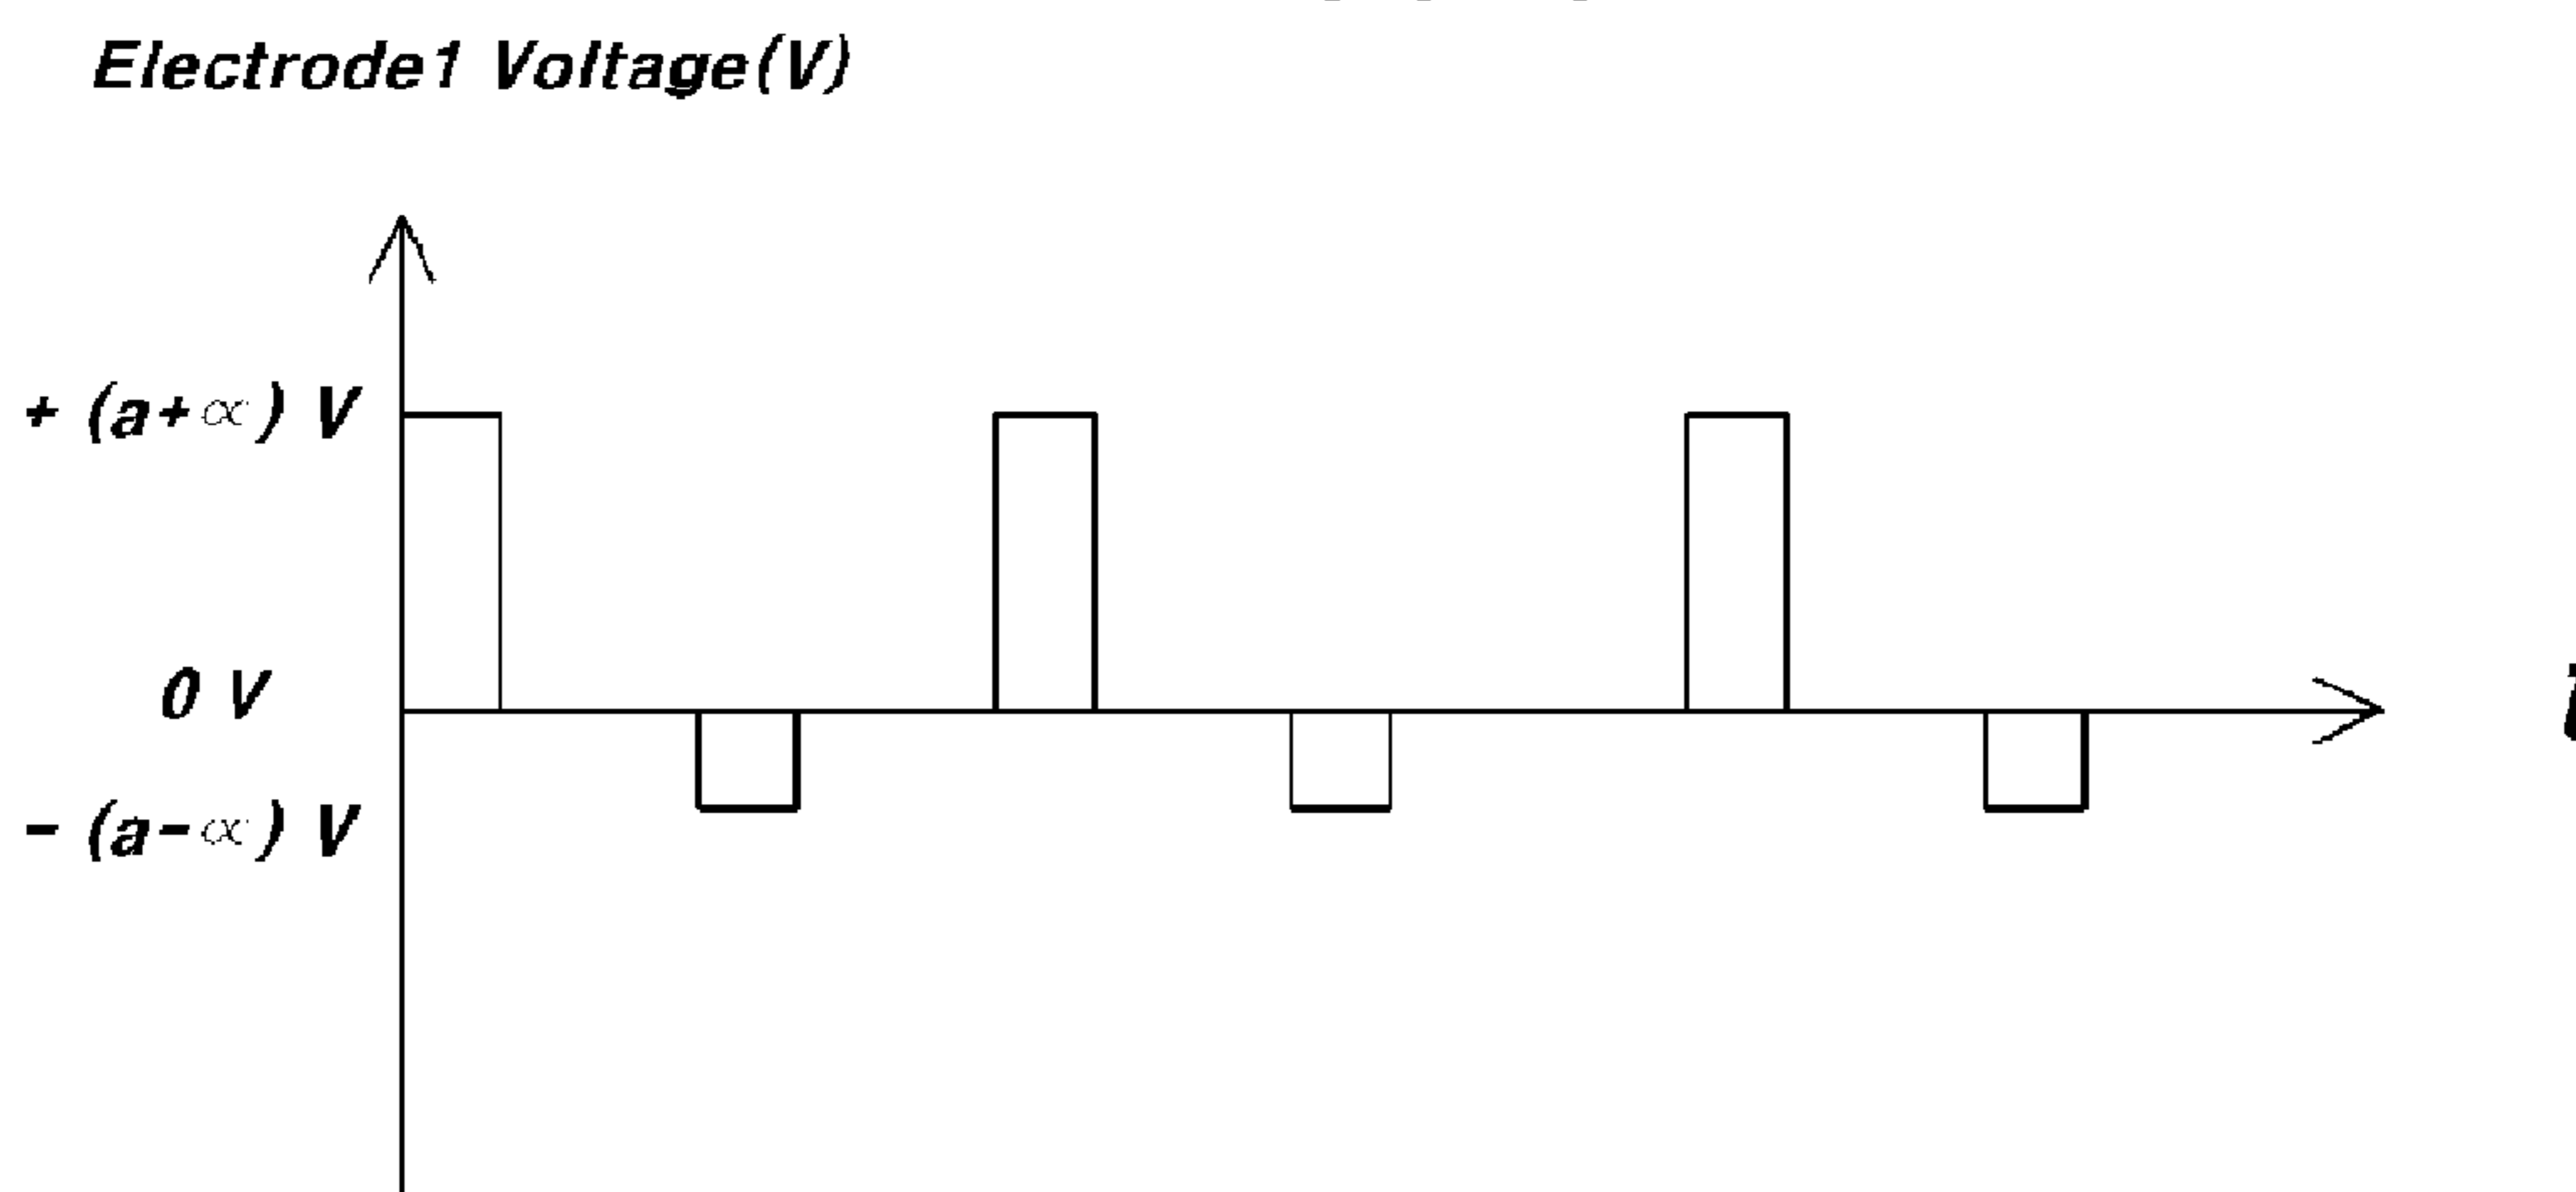 Electrode1 Voltage(V)
+ (a+∝) V
0 V
- (a-∝) V